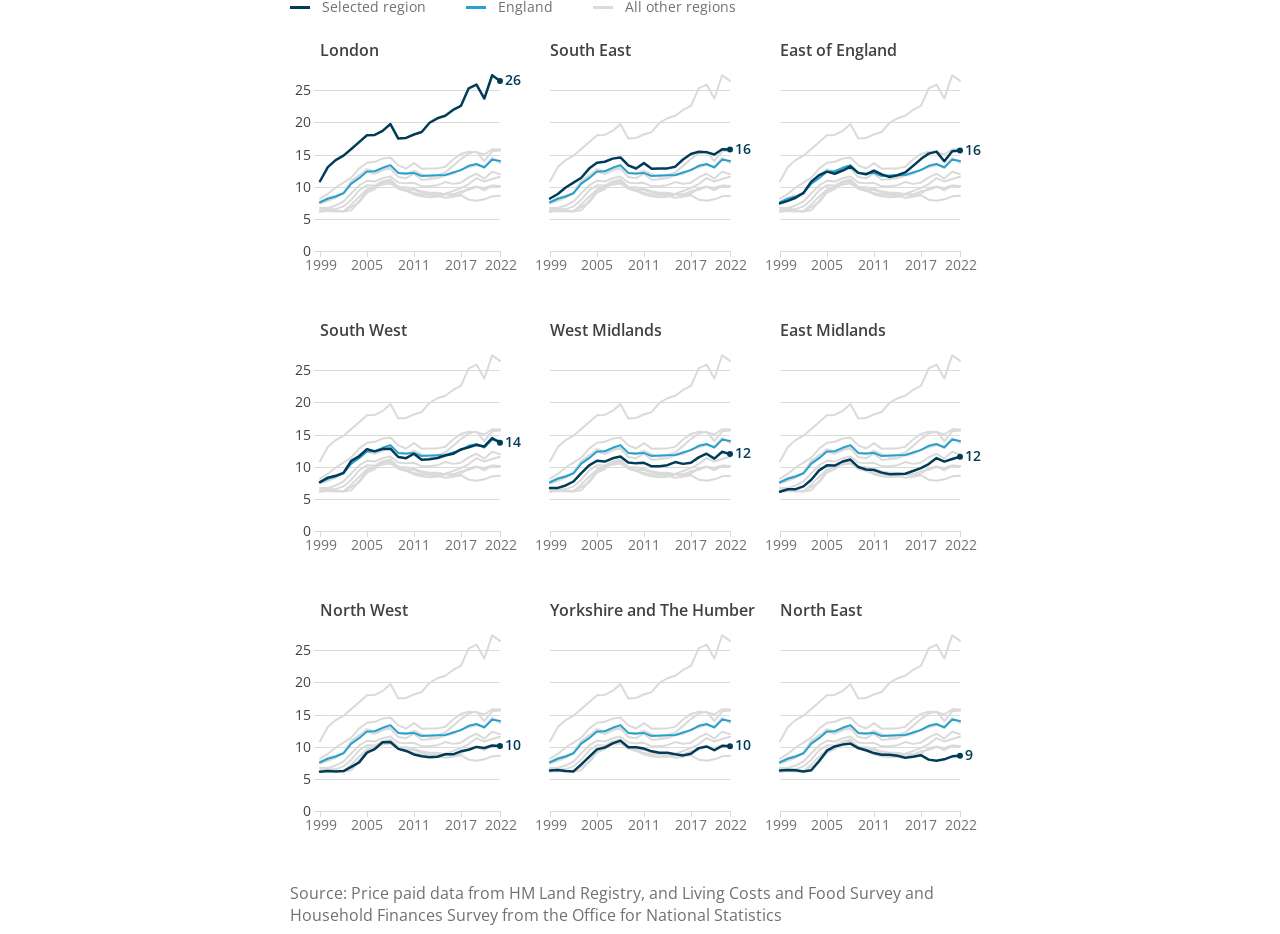 Selected region England All other regions
London South East East of England
26
25
20
15
10
5
0
1999 2005 2011 2017 2022
16
1999 2005 2011 2017 2022
16
1999 2005 2011 2017 2022
South West West Midlands East Midlands
25
20
15
10
5
0
14
1999 2005 2011 2017 2022
12
1999 2005 2011 2017 2022
12
1999 2005 2011 2017 2022
North West Yorkshire and The Humber North East
25
20
15
10
5
0
10
1999 2005 2011 2017 2022
10
1999 2005 2011 2017 2022
9
1999 2005 2011 2017 2022
Source: Price paid data from HM Land Registry, and Living Costs and Food Survey and
Household Finances Survey from the Office for National Statistics